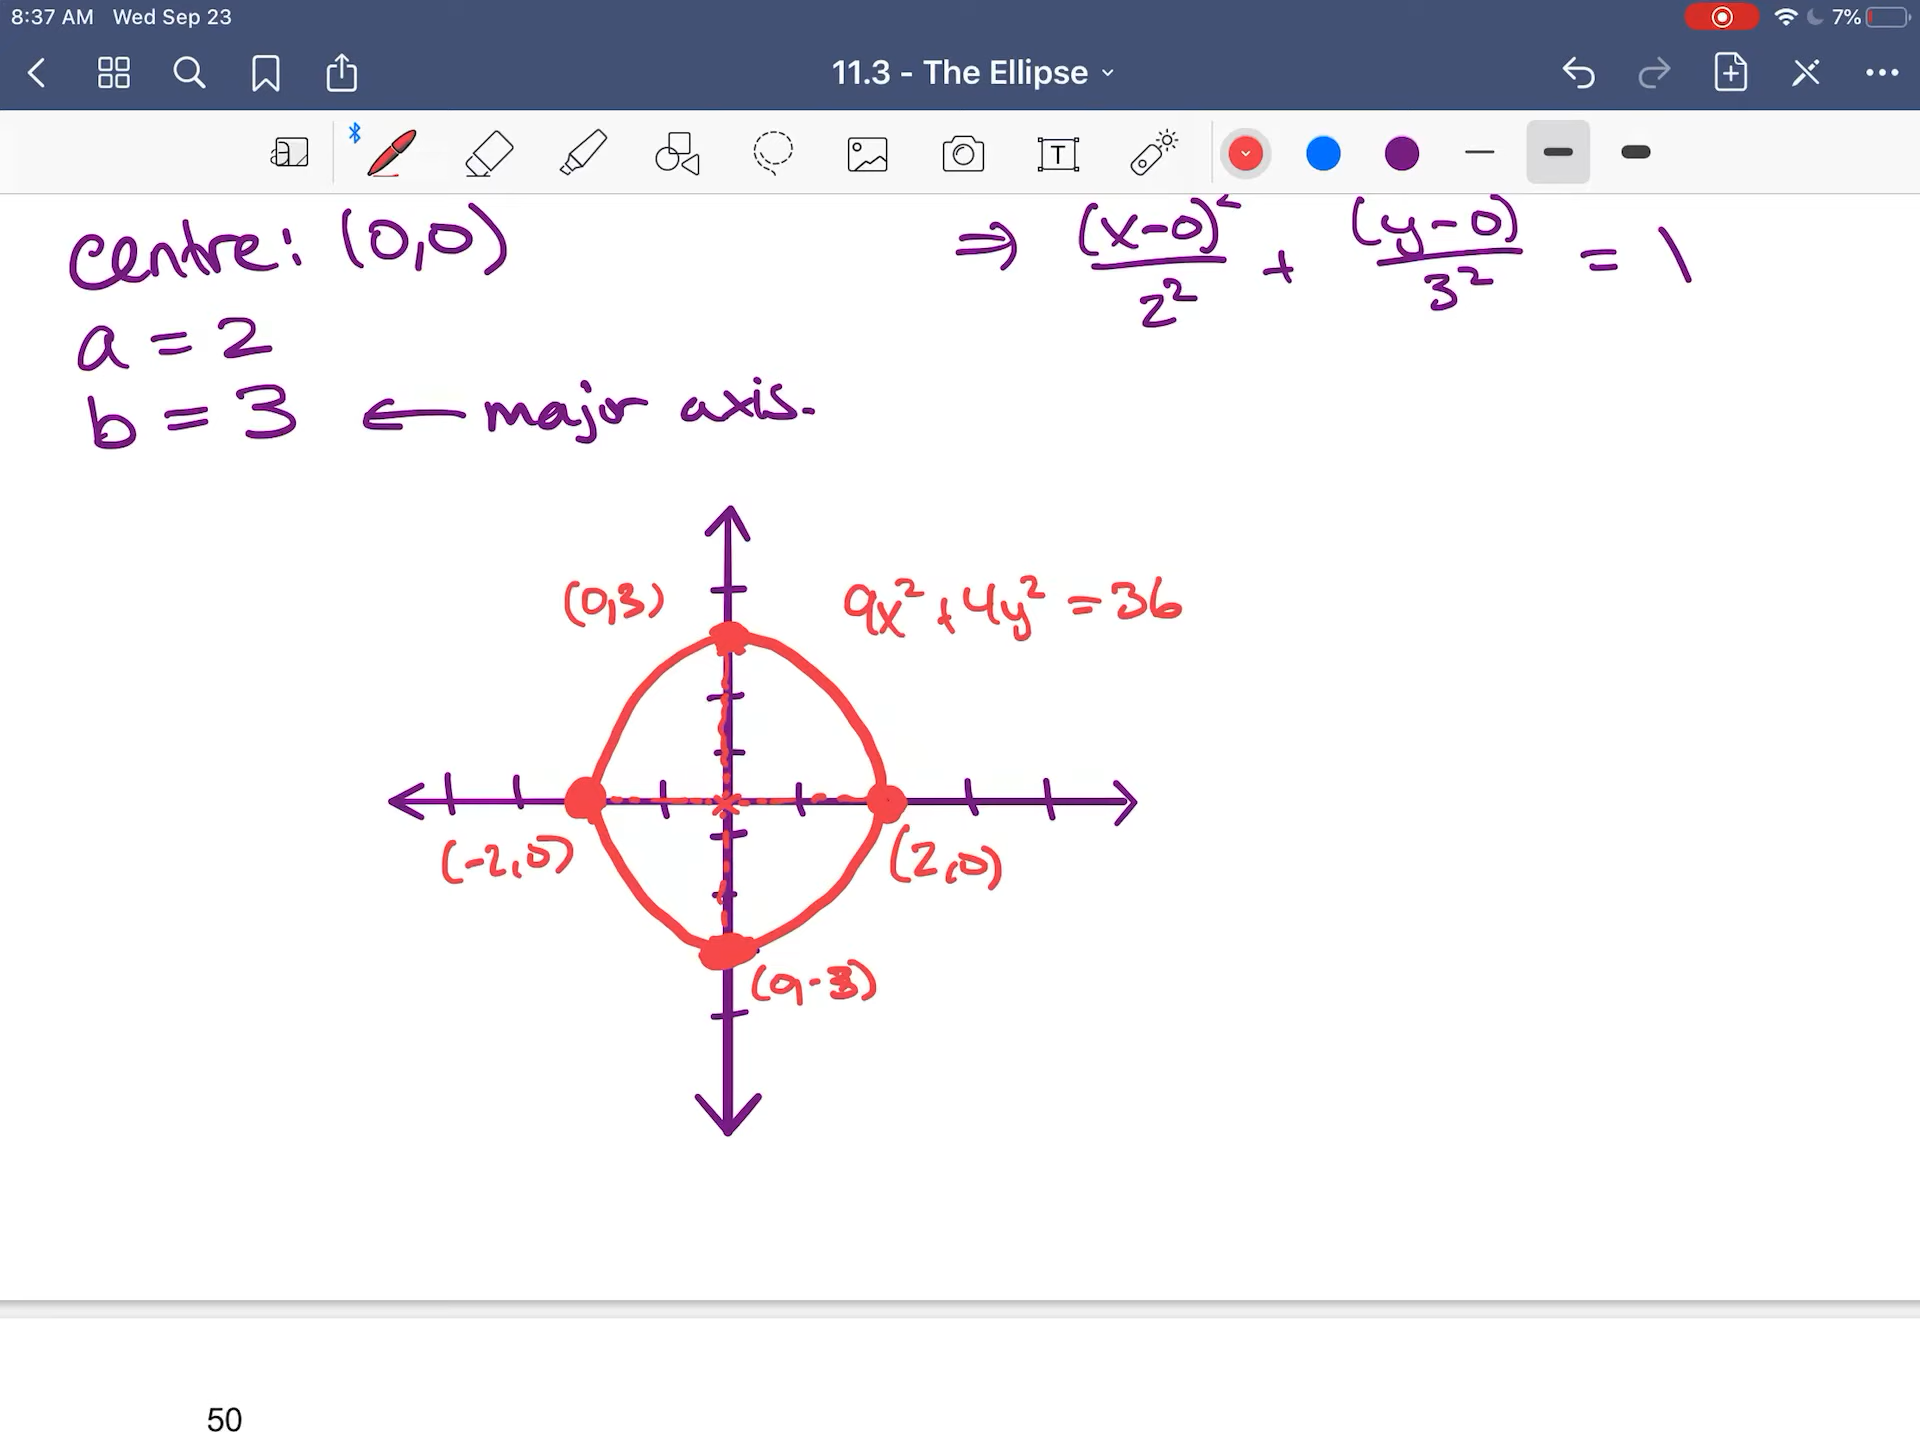 8:37 AM Wed Sep 23 7%
11.3 - The Ellipse
T
centre: (0,0) ⇒ (x-0)²/2² + (y-0)/3² = 1
a = 2
b = 3 ← major axis.
(0,3) 9x² + 4y² = 36
(-2,0) (2,0)
(0,-3)
50